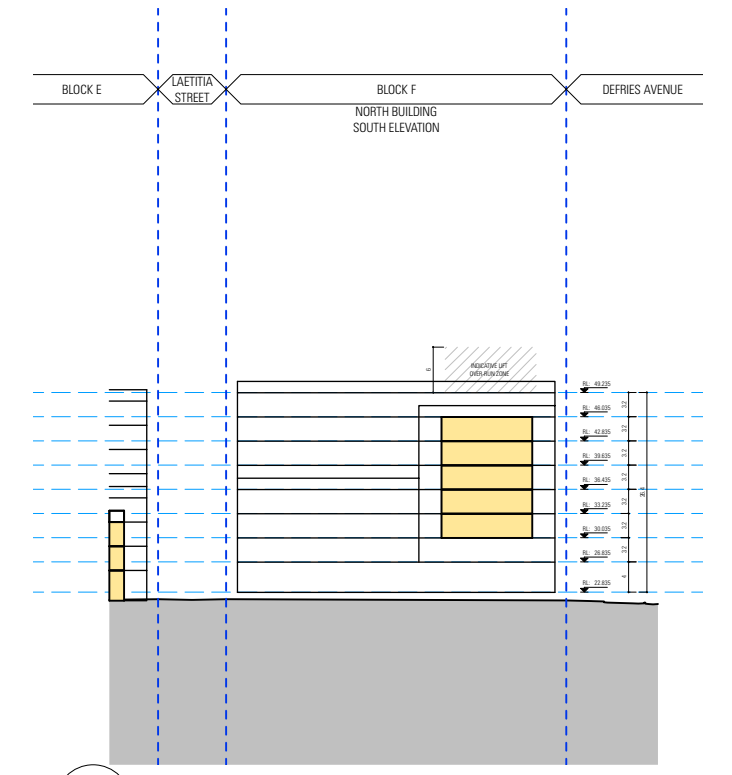 BLOCK E
LAETITIA
STREET
BLOCK F
DEFRIES AVENUE
NORTH BUILDING
SOUTH ELEVATION
6
INDICATIVE LIFT
OVER-RUN ZONE
RL: 49.235
3.2
RL: 46.035
3.2
RL: 42.835
3.2
RL: 39.635
3.2
RL: 36.435
3.2
26.4
RL: 33.235
3.2
RL: 30.035
3.2
RL: 26.835
4
RL: 22.835